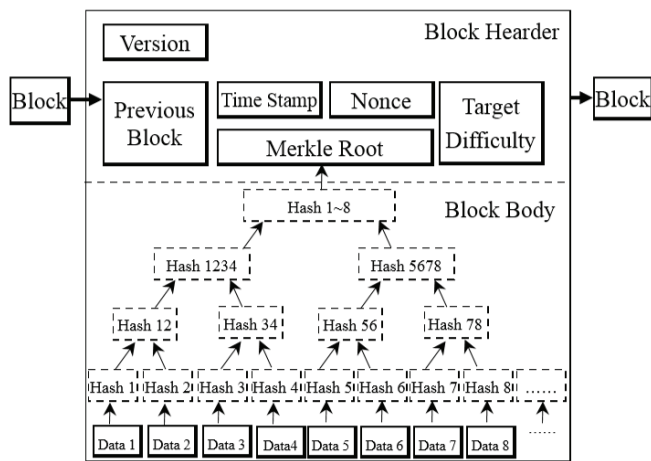 Version
Block Hearder
Block
Previous
Block
Time Stamp
Nonce
Target
Difficulty
Block
Merkle Root
Hash 1~8
Block Body
Hash 1234
Hash 5678
Hash 12
Hash 34
Hash 56
Hash 78
Hash 1
Hash 2
Hash 3
Hash 4
Hash 5
Hash 6
Hash 7
Hash 8
......
Data 1
Data 2
Data 3
Data4
Data 5
Data 6
Data 7
Data 8
......